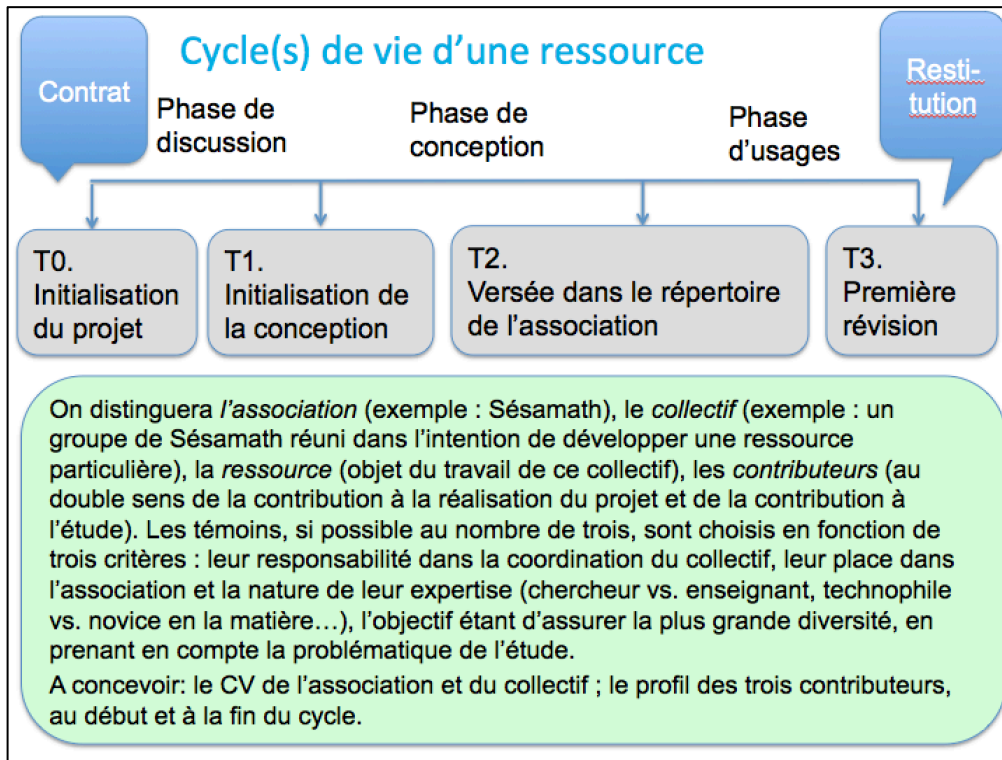 Cycle(s) de vie d'une ressource
Contrat
Resti-
tution
Phase de
discussion
Phase de
conception
Phase
d'usages
T0.
Initialisation
du projet
T1.
Initialisation de
la conception
T2.
Versée dans le répertoire
de l'association
T3.
Première
révision
On distinguera l'association (exemple : Sésamath), le collectif (exemple : un
groupe de Sésamath réuni dans l'intention de développer une ressource
particulière), la ressource (objet du travail de ce collectif), les contributeurs (au
double sens de la contribution à la réalisation du projet et de la contribution à
l'étude). Les témoins, si possible au nombre de trois, sont choisis en fonction de
trois critères : leur responsabilité dans la coordination du collectif, leur place dans
l'association et la nature de leur expertise (chercheur vs. enseignant, technophile
vs. novice en la matière…), l'objectif étant d'assurer la plus grande diversité, en
prenant en compte la problématique de l'étude.
A concevoir: le CV de l'association et du collectif ; le profil des trois contributeurs,
au début et à la fin du cycle.